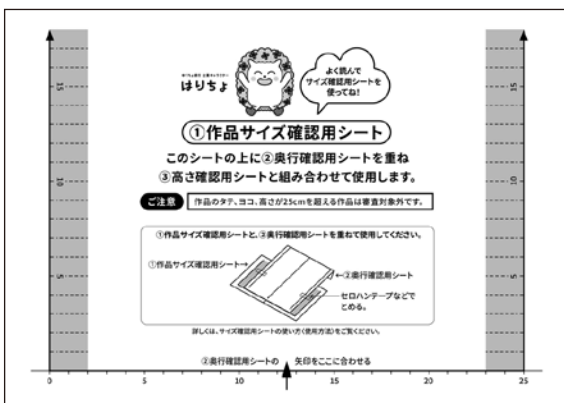 よく読んで
サイズ確認用シートを
使ってね!
はりちょ
①作品サイズ確認用シート
このシートの上に②奥行確認用シートを重ね
③高さ確認用シートと組み合わせて使用します。
ご注意 作品のタテ、ヨコ、高さが25cmを超える作品は審査対象外です。
①作品サイズ確認用シートと、②奥行確認用シートを重ねて使用してください。
①作品サイズ確認用シート→
←②奥行確認用シート
セロハンテープなどで
とめる。
詳しくは、サイズ確認用シートの使い方(使用方法)をご覧ください。
②奥行確認用シートの 矢印をここに合わせる
15 15
10 10
5 5
0 5 10 15 20 25